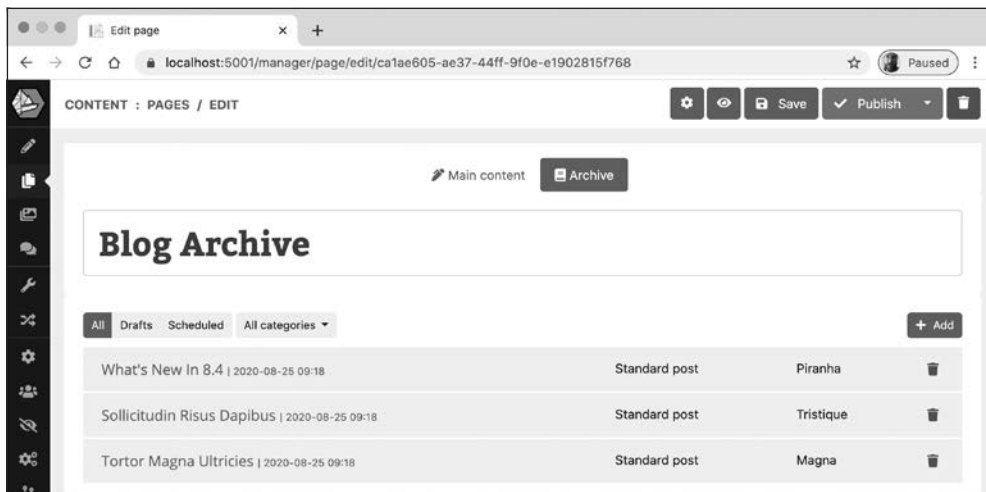 Edit page
localhost:5001/manager/page/edit/ca1ae605-ae37-44ff-9f0e-e1902815f768 Paused
CONTENT : PAGES / EDIT Save Publish
Main content Archive
Blog Archive
All Drafts Scheduled All categories + Add
What's New In 8.4 | 2020-08-25 09:18 Standard post Piranha
Sollicitudin Risus Dapibus | 2020-08-25 09:18 Standard post Tristique
Tortor Magna Ultricies | 2020-08-25 09:18 Standard post Magna